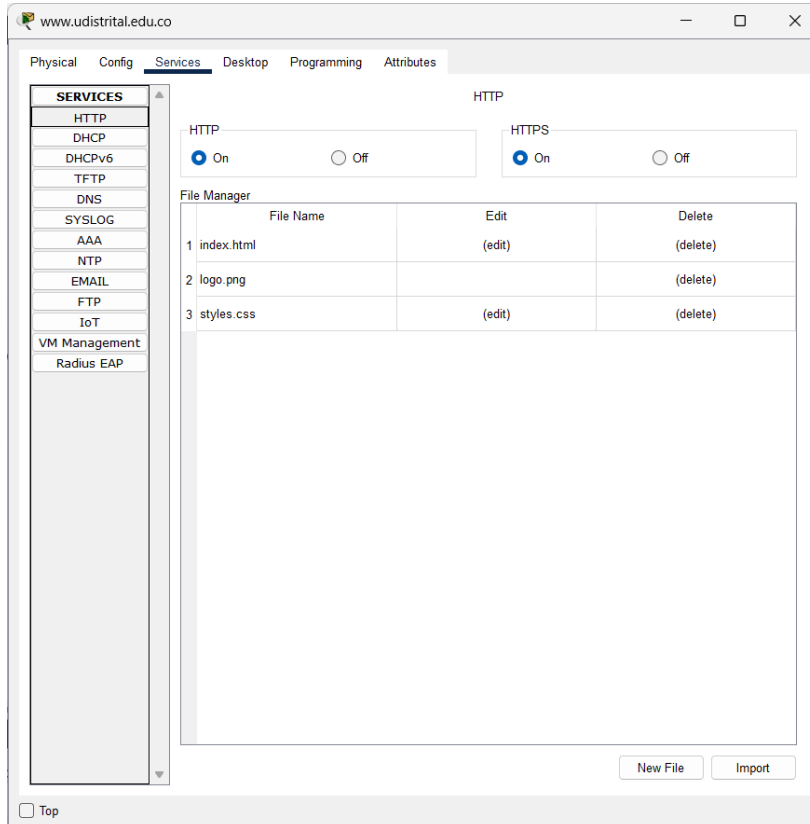 www.udistrital.edu.co
Physical Config Services Desktop Programming Attributes
SERVICES
HTTP
DHCP
DHCPv6
TFTP
DNS
SYSLOG
AAA
NTP
EMAIL
FTP
IoT
VM Management
Radius EAP
HTTP
HTTP
On Off
HTTPS
On Off
File Manager
File Name Edit Delete
1 index.html (edit) (delete)
2 logo.png (delete)
3 styles.css (edit) (delete)
New File Import
Top